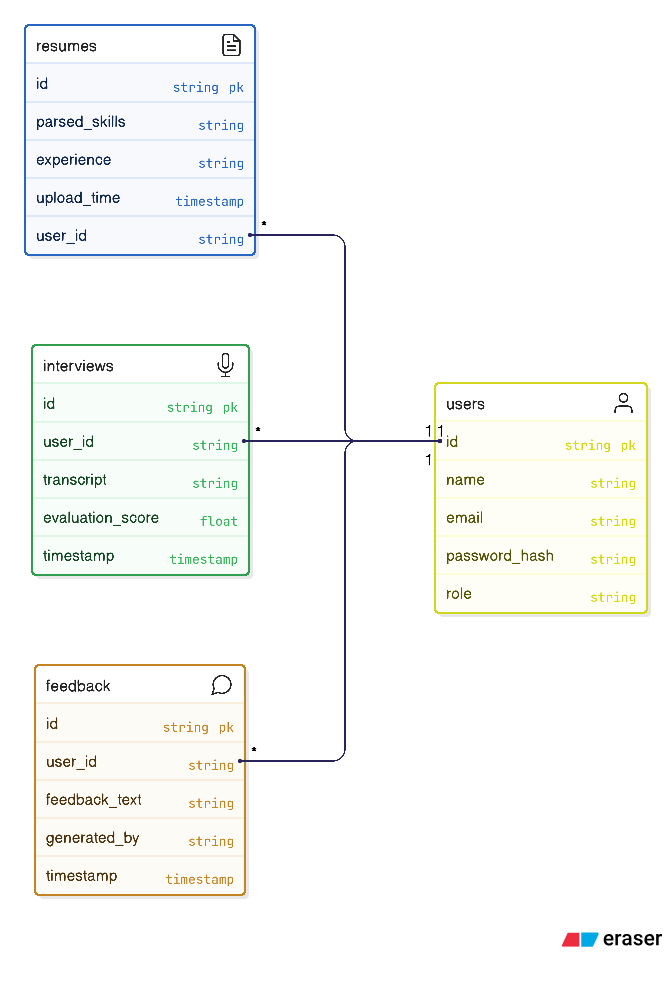 resumes
id string pk
parsed_skills string
experience string
upload_time timestamp
user_id string
*
interviews
id string pk
user_id string
*
transcript string
evaluation_score float
timestamp timestamp
users
1 1
id string pk
1
name string
email string
password_hash string
role string
feedback
id string pk
user_id string
*
feedback_text string
generated_by string
timestamp timestamp
eraser